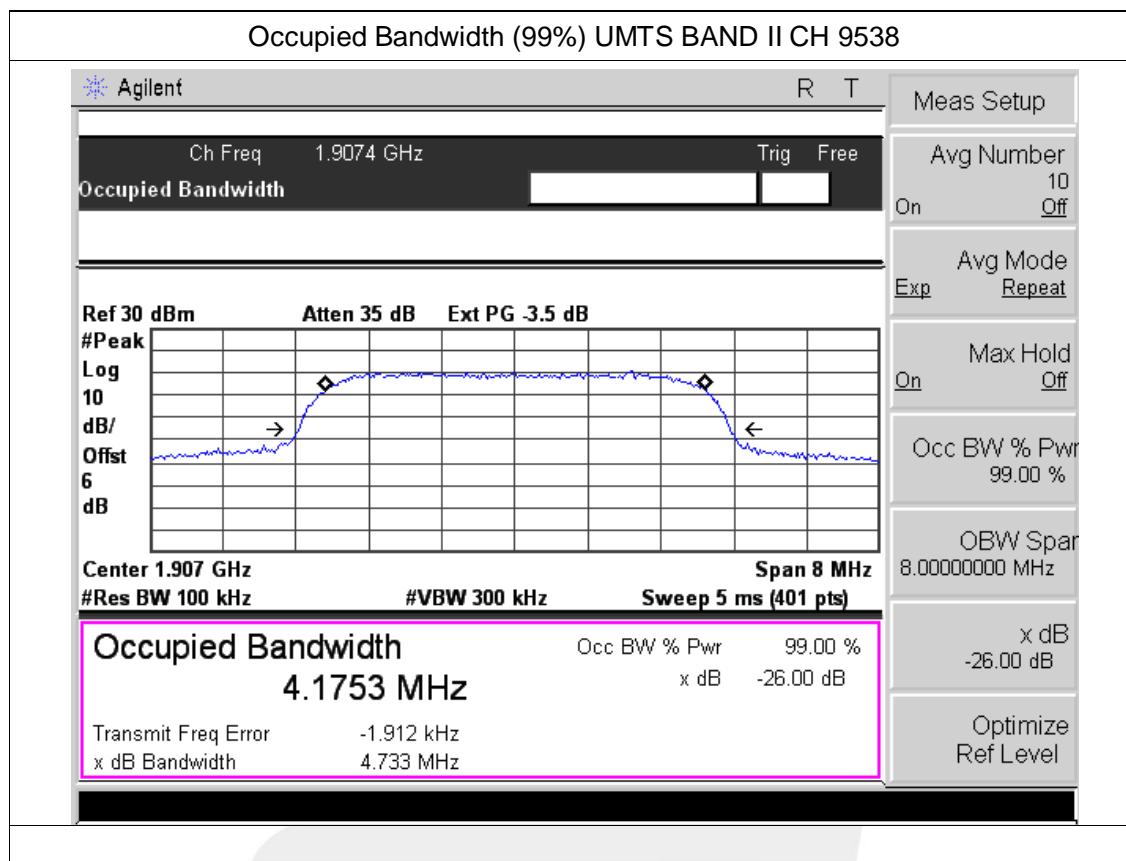 Occupied Bandwidth (99%) UMTS BAND II CH 9538
Agilent R T
Ch Freq 1.9074 GHz Trig Free
Occupied Bandwidth
Ref 30 dBm Atten 35 dB Ext PG -3.5 dB
#Peak
Log
10
dB/
Offst
6
dB
Center 1.907 GHz Span 8 MHz
#Res BW 100 kHz #VBW 300 kHz Sweep 5 ms (401 pts)
Occupied Bandwidth Occ BW % Pwr 99.00 %
4.1753 MHz x dB -26.00 dB
Transmit Freq Error -1.912 kHz
x dB Bandwidth 4.733 MHz
Meas Setup
Avg Number
10
On Off
Avg Mode
Exp Repeat
Max Hold
On Off
Occ BW % Pwr
99.00 %
OBW Span
8.00000000 MHz
x dB
-26.00 dB
Optimize
Ref Level